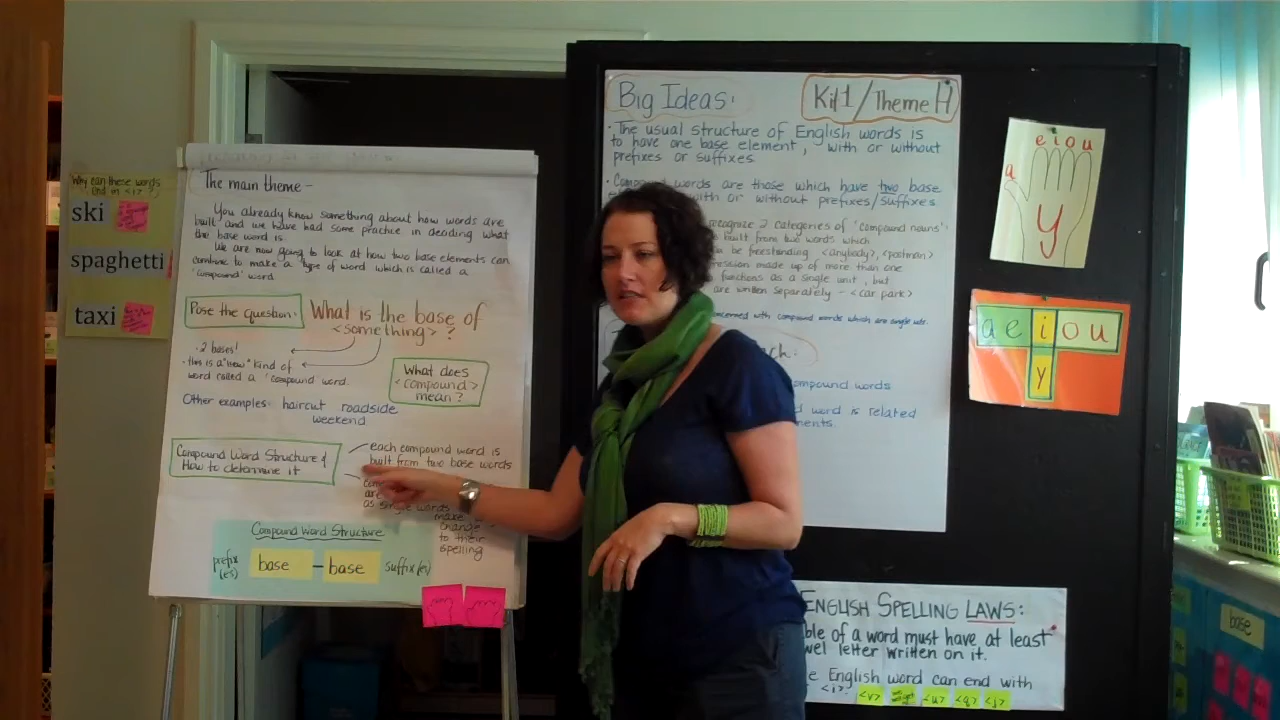 Why can these words
end in <i>?
ski
spaghetti
taxi
The main theme -
You already know something about how words are
built and we have had some practice in deciding what
the base word is.
We are now going to look at how two base elements can
combine to make a type of word which is called a
'compound' word.
Pose the question:
What is the base of
<something> ?
· 2 bases!
· this is a "new" kind of
word called a 'compound word.
What does
<compound>
mean?
Other examples: haircut roadside
weekend
Compound Word Structure &
How to determine it
each compound word is
built from two base words
as single words
make
change
to their
spelling
Compound Word Structure
prefix
(es)
base - base
suffix(es)
Big Ideas:
Kit1/Theme H
· The usual structure of English words is
to have one base element, with or without
prefixes or suffixes.
· Compound words are those which have two base
with or without prefixes/suffixes.
recognize 2 categories of 'compound nouns':
built from two words which
be freestanding <anybody>, <postman>
made up of more than one
functions as a single unit, but
are written separately - <car park>
concerned with compound words which are single wds.
compound words
word is related
a e i o u
y
a e i o u
y
ENGLISH SPELLING LAWS:
of a word must have at least
letter written on it.
English word can end with
<i> <v> <u> <q> <j>
base